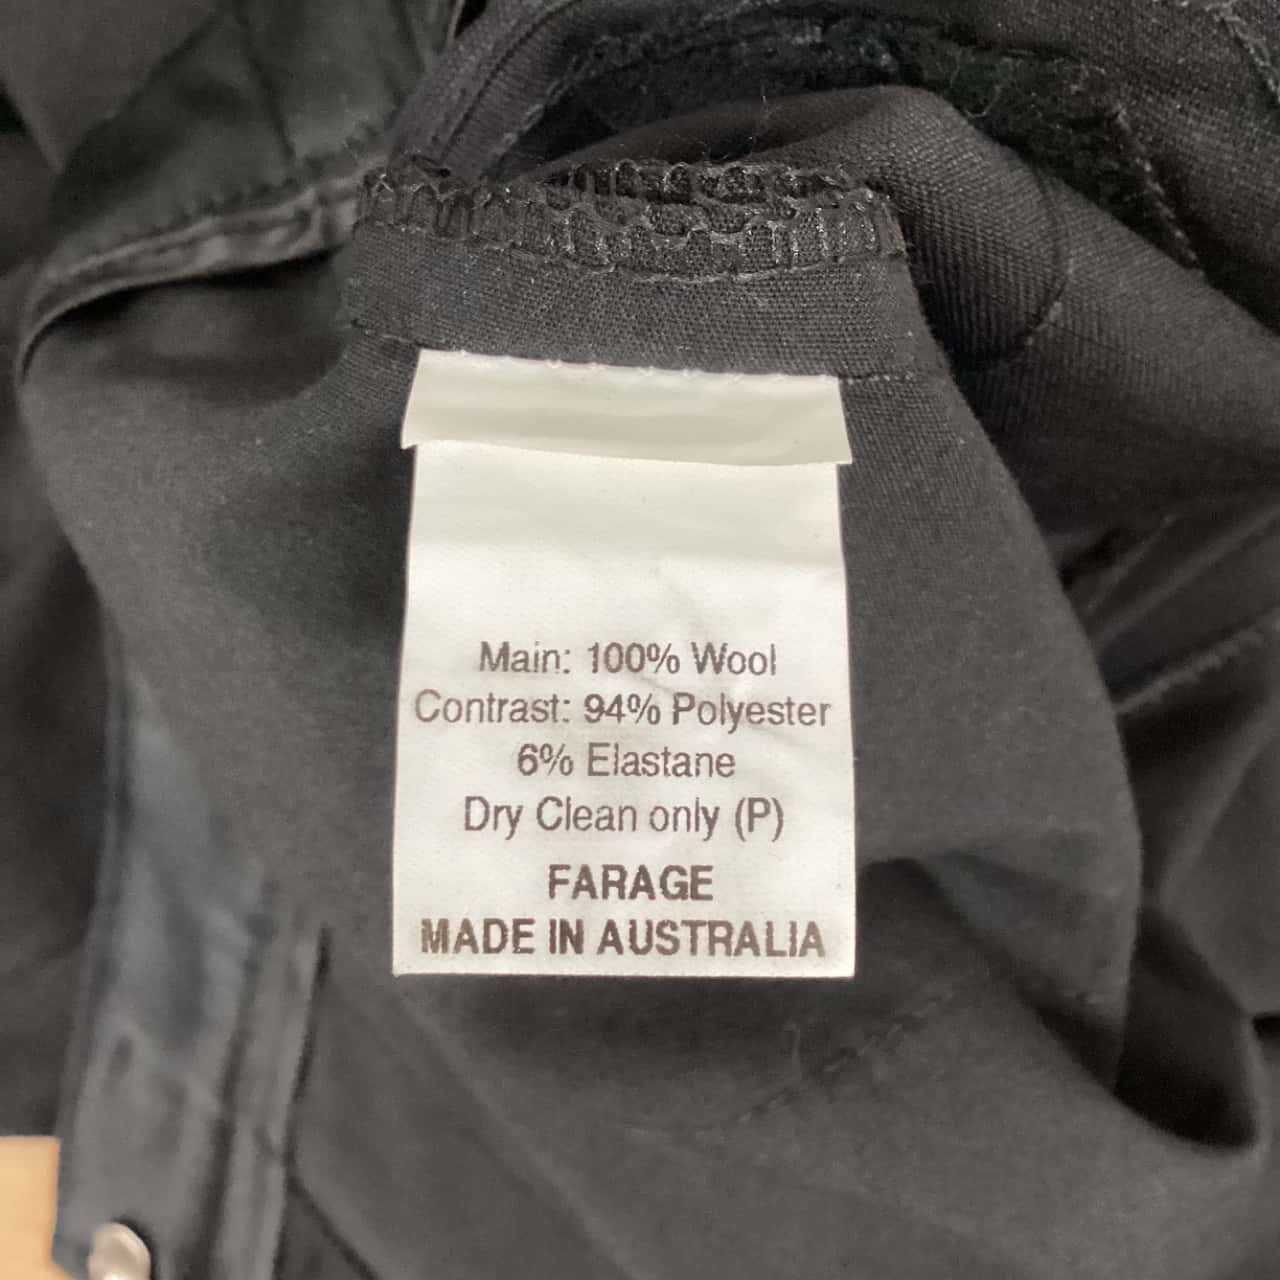 Main: 100% Wool
Contrast: 94% Polyester
6% Elastane
Dry Clean only (P)
FARAGE
MADE IN AUSTRALIA